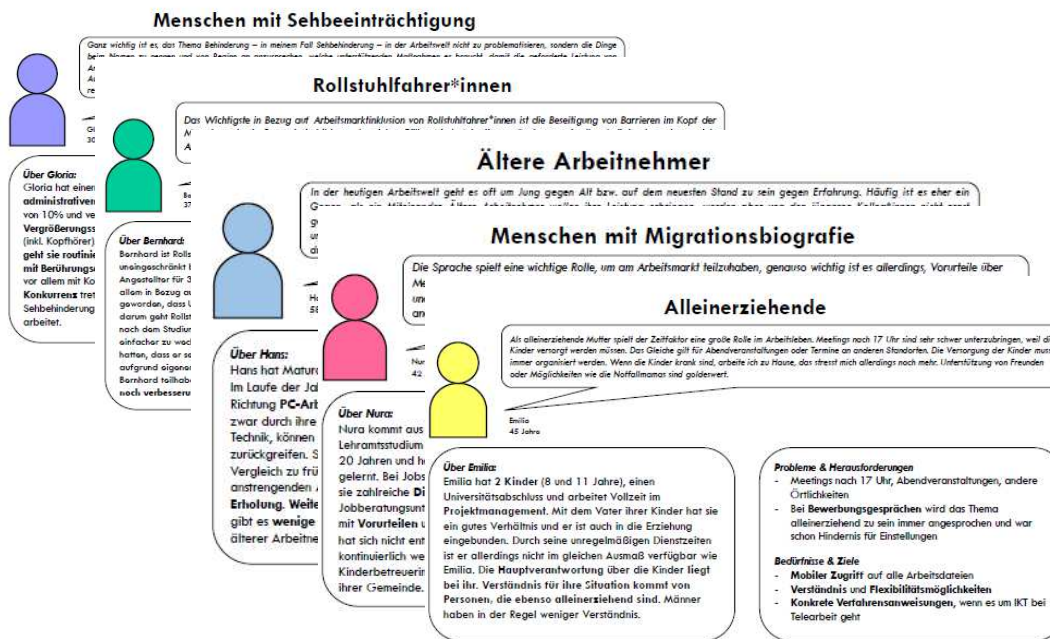 Menschen mit Sehbeeinträchtigung
Ganz wichtig ist es, das Thema Behinderung – in meinem Fall Sehbehinderung – in der Arbeitswelt nicht zu problematisieren, sondern die Dinge
Über Gloria:
Gloria hat einen
administrativen
von 10% und ve
Vergrößerungss
(inkl. Kopfhörer)
geht sie routinie
mit Berührungs
vor allem mit Ko
Konkurrenz tret
Sehbehinderung
arbeitet.
Rollstuhlfahrer*innen
Das Wichtigste in Bezug auf Arbeitsmarktinklusion von Rollstuhlfahrer*innen ist die Beseitigung von Barrieren im Kopf der
Über Bernhard:
Bernhard ist Rolls
uneingeschränkt
Angestellter für 3
allem in Bezug a
geworden, dass
darum geht Rollst
nach dem Studiu
einfacher zu
hatten, dass er se
aufgrund eigene
Bernhard teilhab
noch verbesseru
Ältere Arbeitnehmer
In der heutigen Arbeitswelt geht es oft um Jung gegen Alt bzw. auf dem neuesten Stand zu sein gegen Erfahrung. Häufig ist es eher ein
Über Hans:
Hans hat Matura
Im Laufe der Ja
Richtung PC-Arb
zwar durch ihre
Technik, können
zurückgreifen. S
Vergleich zu frü
anstrengenden
Erholung. Weite
gibt es wenige
älterer Arbeitne
Menschen mit Migrationsbiografie
Die Sprache spielt eine wichtige Rolle, um am Arbeitsmarkt teilzuhaben, genauso wichtig ist es allerdings, Vorurteile über
Nur
42
Über Nura:
Nura kommt aus
Lehramtsstudium
20 Jahren und h
gelernt. Bei Jobs
sie zahlreiche Di
Jobberatungsunt
mit Vorurteilen u
hat sich nicht ent
kontinuierlich we
Kinderbetreuerin
ihrer Gemeinde.
Alleinerziehende
Als alleinerziehende Mutter spielt der Zeitfaktor eine große Rolle im Arbeitsleben. Meetings nach 17 Uhr sind sehr schwer unterzubringen, weil di
Kinder versorgt werden müssen. Das Gleiche gilt für Abendveranstaltungen oder Termine an anderen Standorten. Die Versorgung der Kinder muss
immer organisiert werden. Wenn die Kinder krank sind, arbeite ich zu Hause, das stresst mich allerdings noch mehr. Unterstützung von Freunden
oder Möglichkeiten wie die Notfallmamas sind goldeswert.
Emilia
45 Jahre
Über Emilia:
Emilia hat 2 Kinder (8 und 11 Jahre), einen
Universitätsabschluss und arbeitet Vollzeit im
Projektmanagement. Mit dem Vater ihrer Kinder hat sie
ein gutes Verhältnis und er ist auch in die Erziehung
eingebunden. Durch seine unregelmäßigen Dienstzeiten
ist er allerdings nicht im gleichen Ausmaß verfügbar wie
Emilia. Die Hauptverantwortung über die Kinder liegt
bei ihr. Verständnis für ihre Situation kommt von
Personen, die ebenso alleinerziehend sind. Männer
haben in der Regel weniger Verständnis.
Probleme & Herausforderungen
- Meetings nach 17 Uhr, Abendveranstaltungen, andere
Örtlichkeiten
- Bei Bewerbungsgesprächen wird das Thema
alleinerziehend zu sein immer angesprochen und war
schon Hindernis für Einstellungen
Bedürfnisse & Ziele
- Mobiler Zugriff auf alle Arbeitsdateien
- Verständnis und Flexibilitätsmöglichkeiten
- Konkrete Verfahrensanweisungen, wenn es um IKT bei
Telearbeit geht